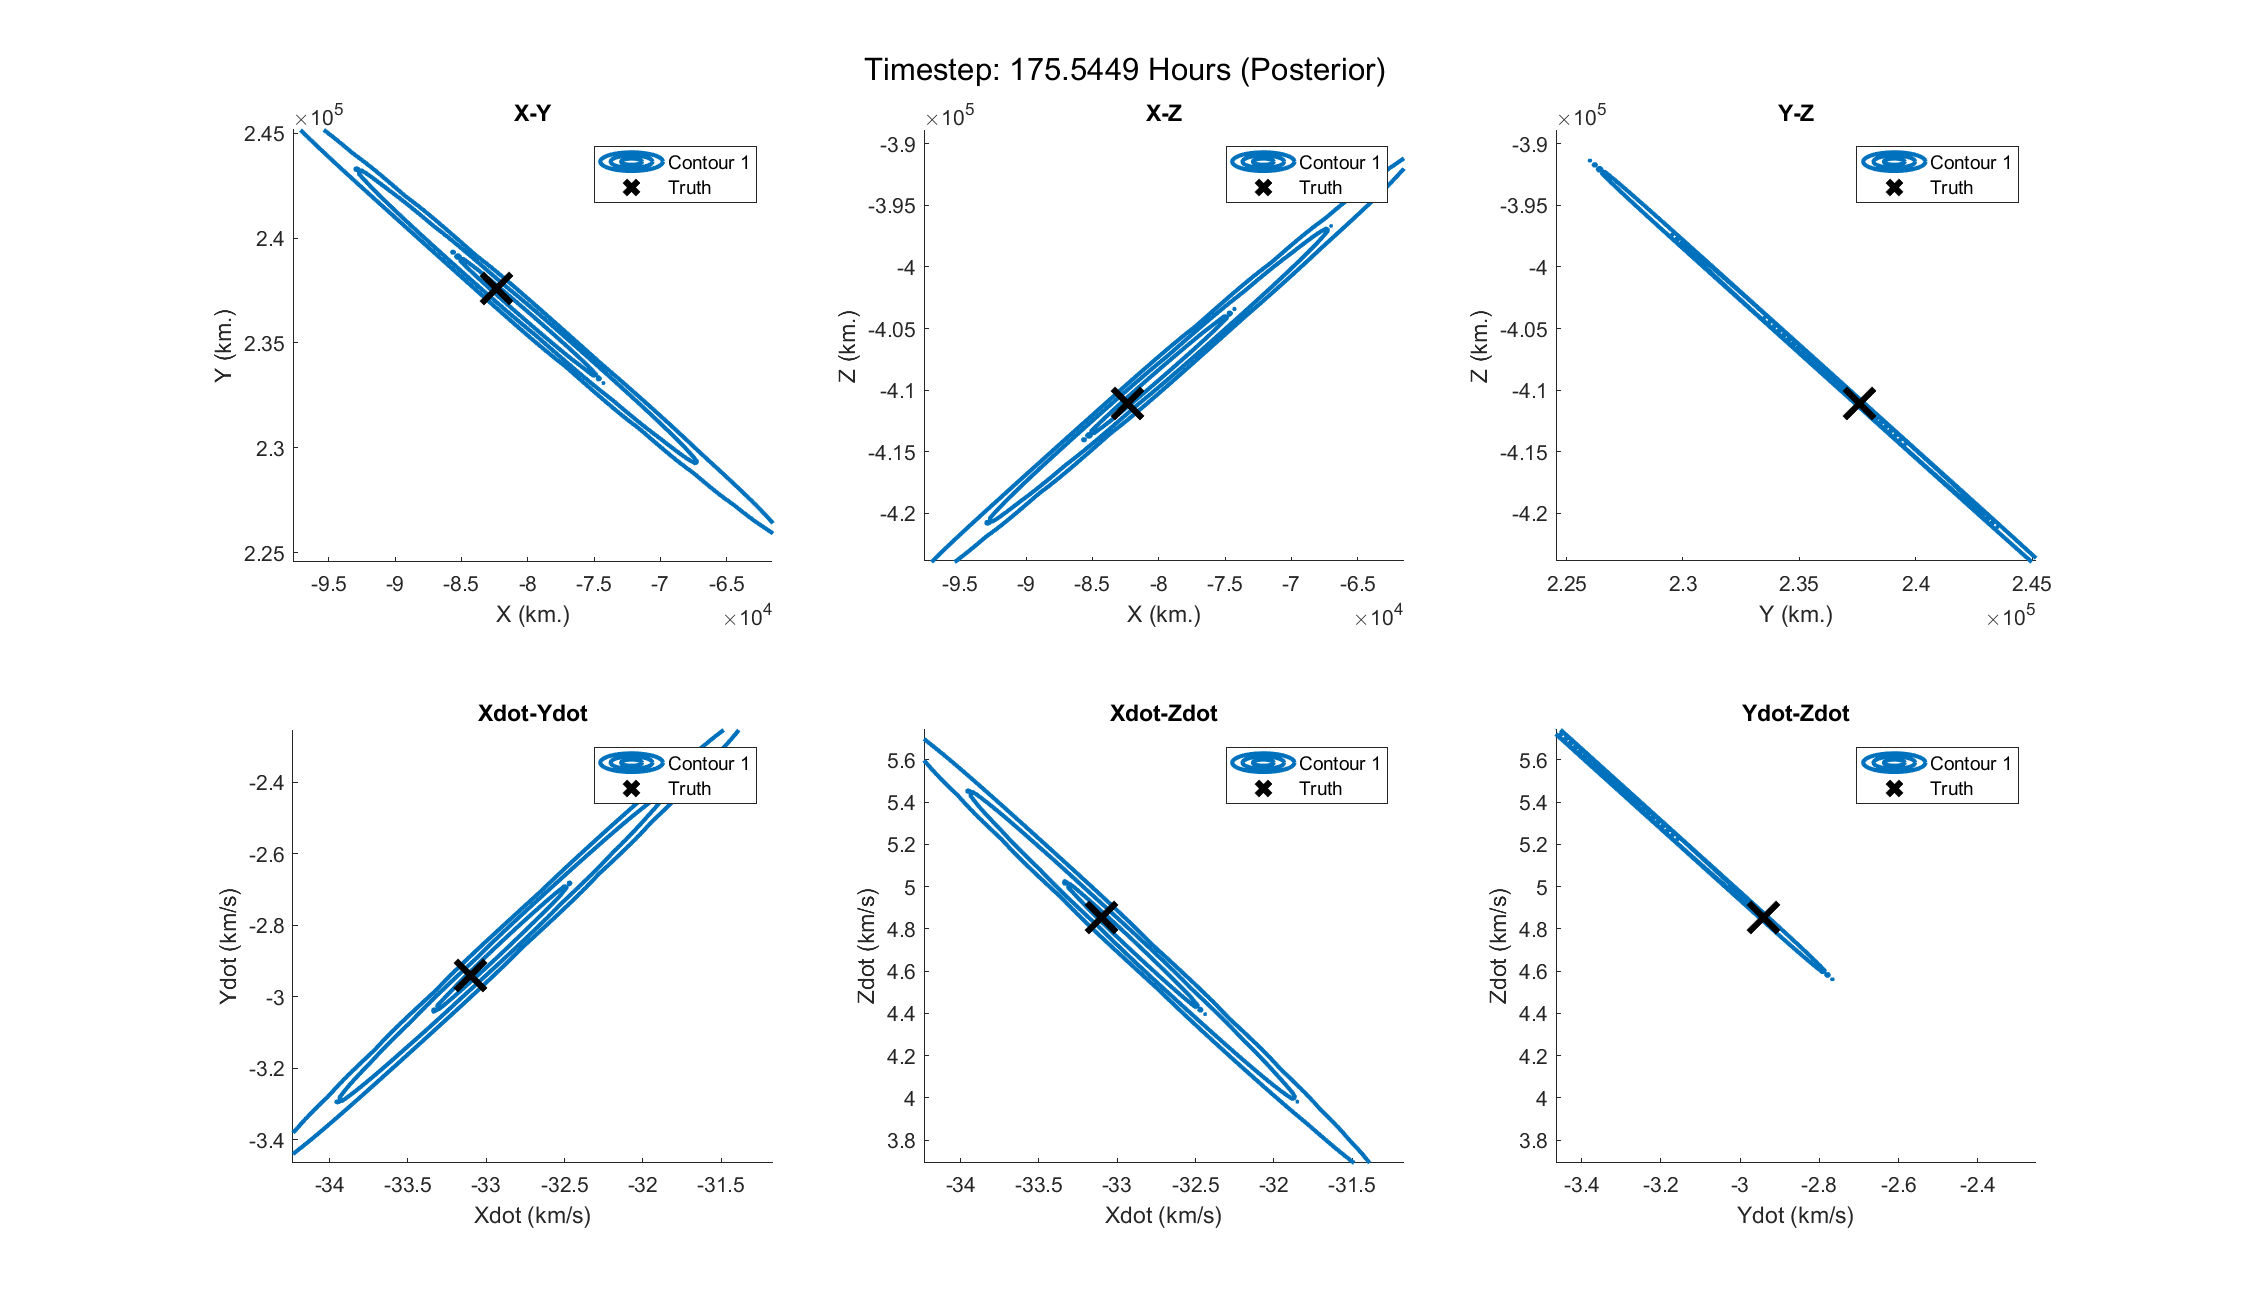 Timestep: 175.5449 Hours (Posterior)
X-Y
×10^5
2.45
2.4
2.35
2.3
2.25
Y (km.)
-9.5 -9 -8.5 -8 -7.5 -7 -6.5
X (km.)
×10^4
Contour 1
Truth
X-Z
×10^5
-3.9
-3.95
-4
-4.05
-4.1
-4.15
-4.2
Z (km.)
-9.5 -9 -8.5 -8 -7.5 -7 -6.5
X (km.)
×10^4
Contour 1
Truth
Y-Z
×10^5
-3.9
-3.95
-4
-4.05
-4.1
-4.15
-4.2
Z (km.)
2.25 2.3 2.35 2.4 2.45
Y (km.)
×10^5
Contour 1
Truth
Xdot-Ydot
-2.4
-2.6
-2.8
-3
-3.2
-3.4
Ydot (km/s)
-34 -33.5 -33 -32.5 -32 -31.5
Xdot (km/s)
Contour 1
Truth
Xdot-Zdot
5.6
5.4
5.2
5
4.8
4.6
4.4
4.2
4
3.8
Zdot (km/s)
-34 -33.5 -33 -32.5 -32 -31.5
Xdot (km/s)
Contour 1
Truth
Ydot-Zdot
5.6
5.4
5.2
5
4.8
4.6
4.4
4.2
4
3.8
Zdot (km/s)
-3.4 -3.2 -3 -2.8 -2.6 -2.4
Ydot (km/s)
Contour 1
Truth